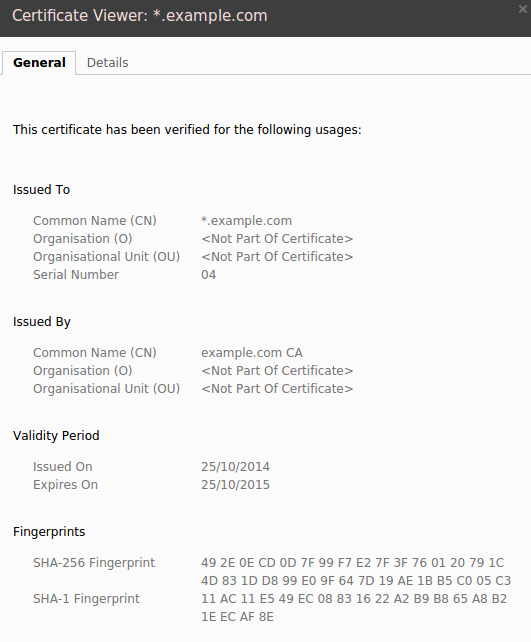 Certificate Viewer: *.example.com
General Details
This certificate has been verified for the following usages:
Issued To
Common Name (CN) *.example.com
Organisation (O) <Not Part Of Certificate>
Organisational Unit (OU) <Not Part Of Certificate>
Serial Number 04
Issued By
Common Name (CN) example.com CA
Organisation (O) <Not Part Of Certificate>
Organisational Unit (OU) <Not Part Of Certificate>
Validity Period
Issued On 25/10/2014
Expires On 25/10/2015
Fingerprints
SHA-256 Fingerprint 49 2E 0E CD 0D 7F 99 F7 E2 7F 3F 76 01 20 79 1C
4D 83 1D D8 99 E0 9F 64 7D 19 AE 1B B5 C0 05 C3
SHA-1 Fingerprint 11 AC 11 E5 49 EC 08 83 16 22 A2 B9 B8 65 A8 B2
1E EC AF 8E